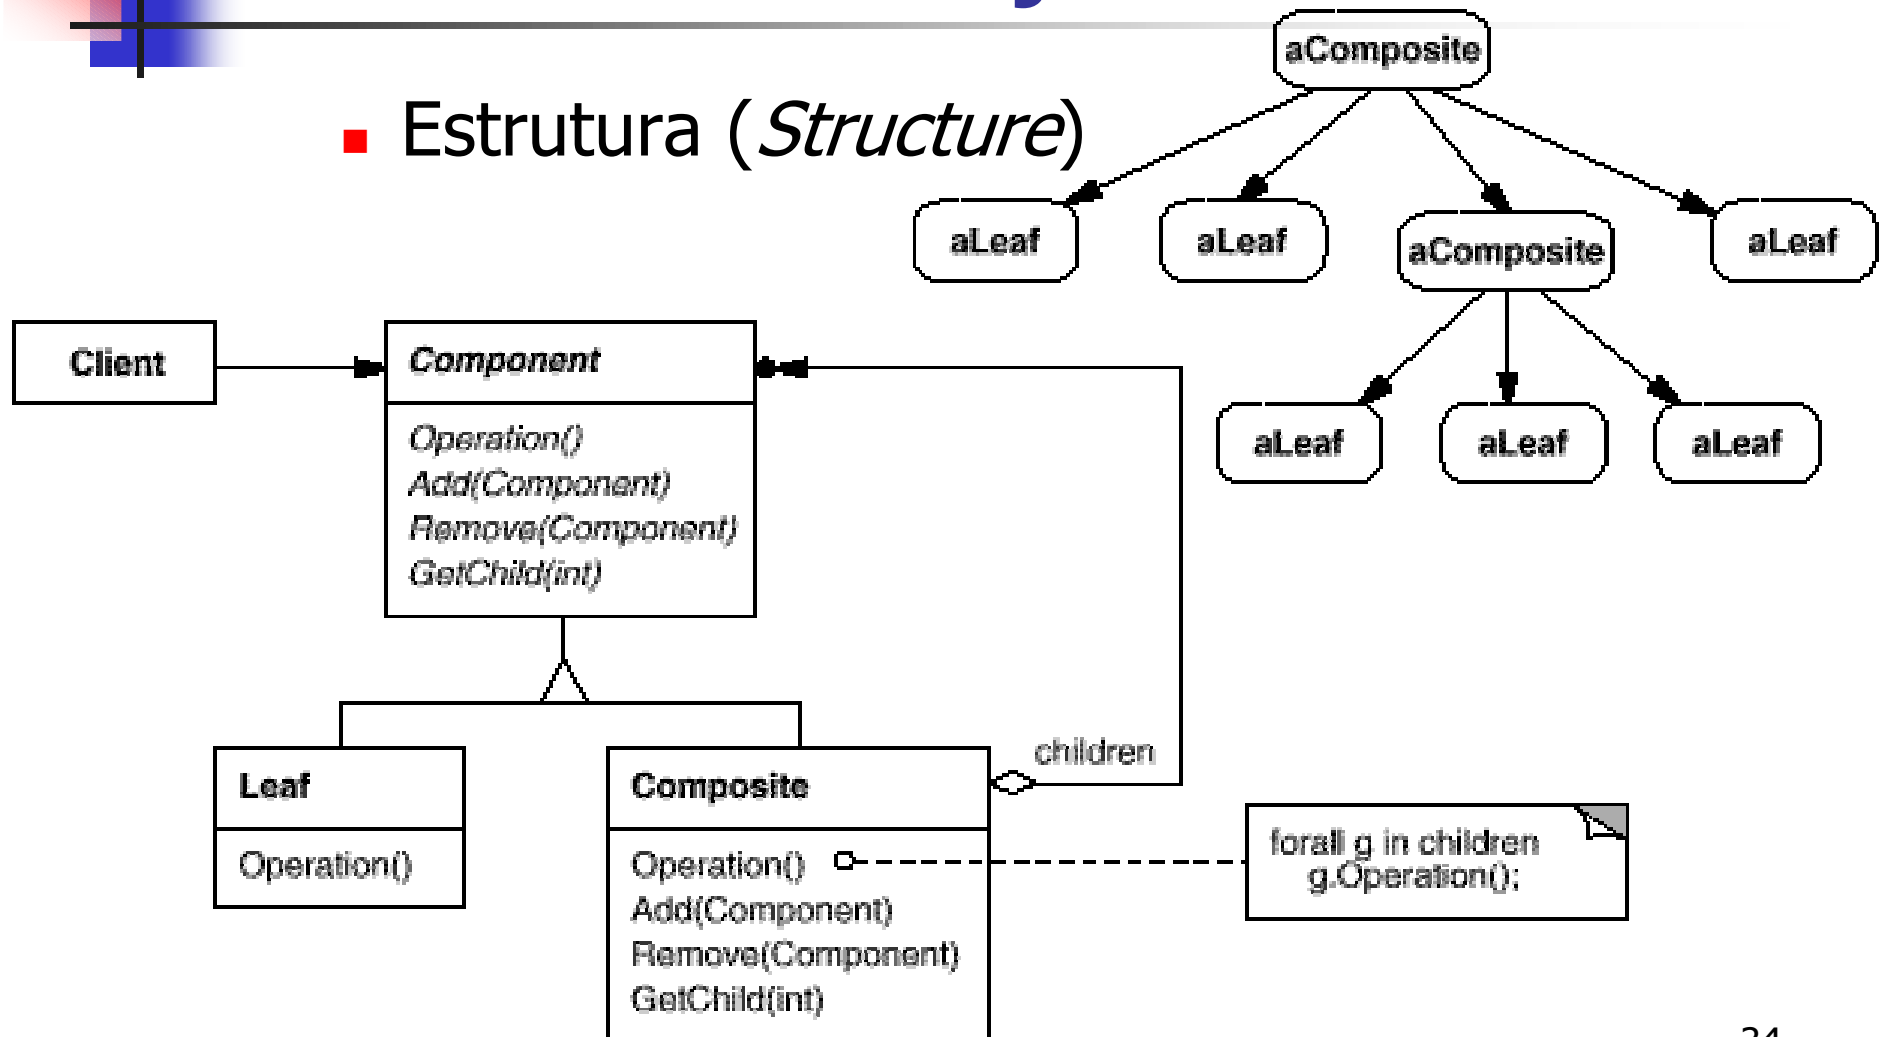 aComposite
Estrutura (Structure)
aLeaf
aLeaf
aComposite
aLeaf
aLeaf
aLeaf
aLeaf
Client
Component
Operation()
Add(Component)
Remove(Component)
GetChild(int)
Leaf
Operation()
Composite
Operation()
Add(Component)
Remove(Component)
GetChild(int)
children
forall g in children
g.Operation();